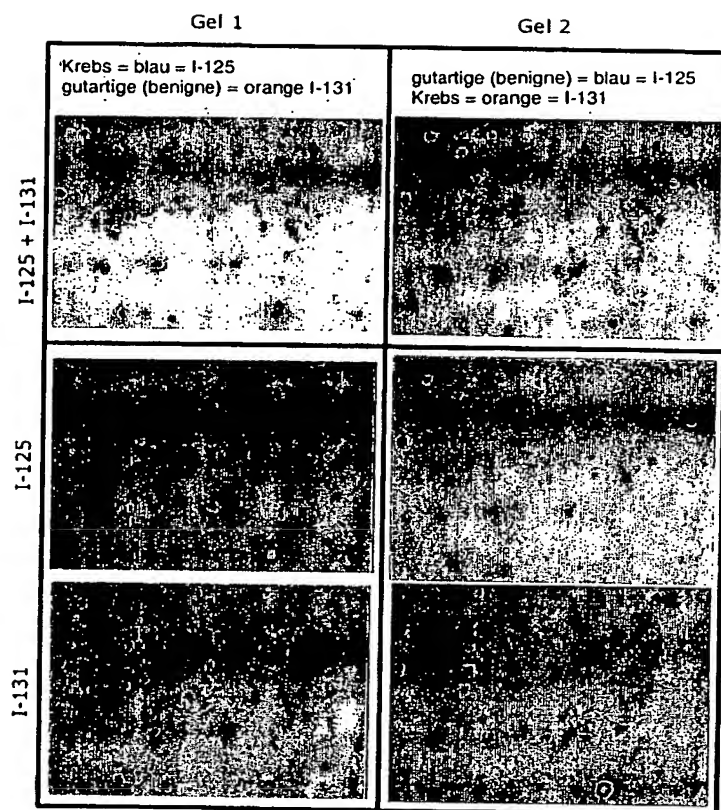 Gel 1
Gel 2
Krebs = blau = I-125
gutartige (benigne) = orange I-131
gutartige (benigne) = blau = I-125
Krebs = orange = I-131
I-125 + I-131
I-125
I-131